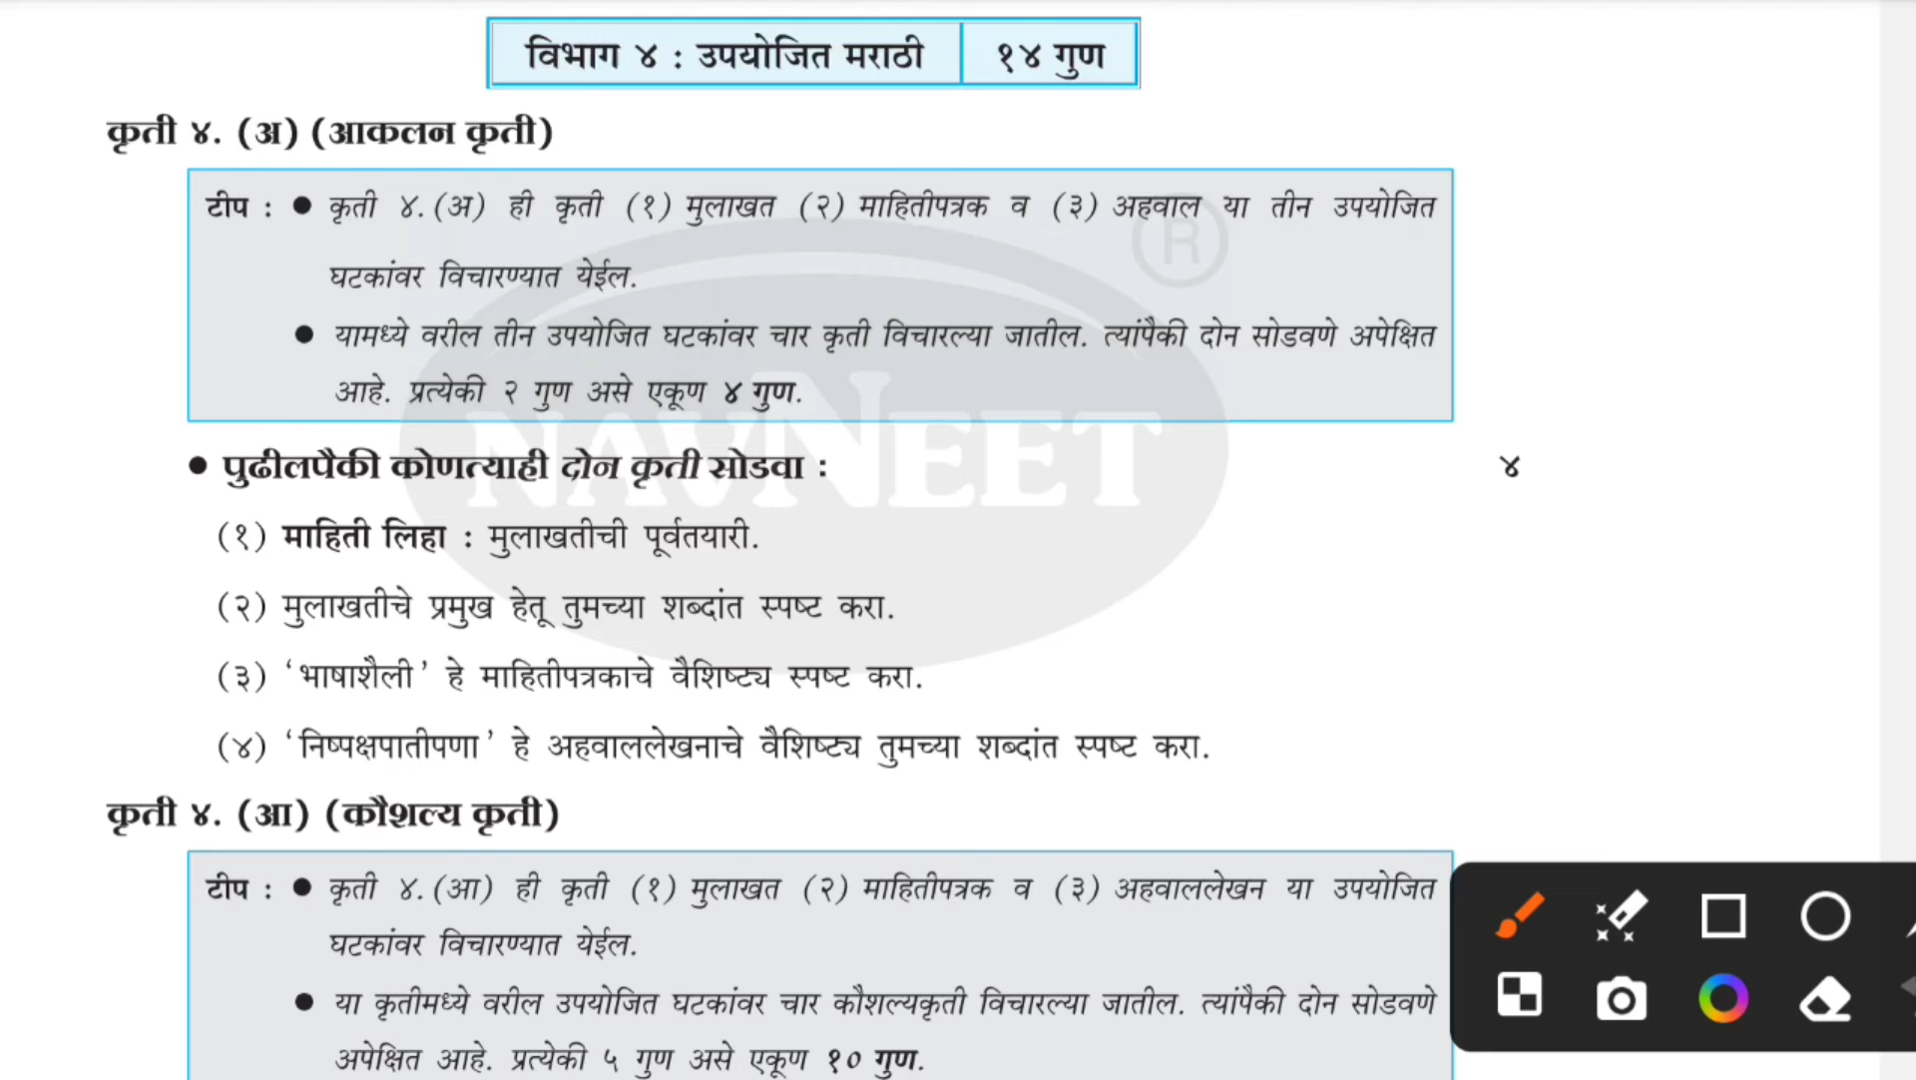 विभाग ४ : उपयोजित मराठी १४ गुण
कृती ४. (अ) (आकलन कृती)
टीप : ● कृती ४. (अ) ही कृती (१) मुलाखत (२) माहितीपत्रक व (३) अहवाल या तीन उपयोजित
घटकांवर विचारण्यात येईल.
● यामध्ये वरील तीन उपयोजित घटकांवर चार कृती विचारल्या जातील. त्यांपैकी दोन सोडवणे अपेक्षित
आहे. प्रत्येकी २ गुण असे एकूण ४ गुण.
NAVNEET ®
● पुढीलपैकी कोणत्याही दोन कृती सोडवा : ४
(१) माहिती लिहा : मुलाखतीची पूर्वतयारी.
(२) मुलाखतीचे प्रमुख हेतू तुमच्या शब्दांत स्पष्ट करा.
(३) ‘भाषाशैली’ हे माहितीपत्रकाचे वैशिष्ट्य स्पष्ट करा.
(४) ‘निष्पक्षपातीपणा’ हे अहवाललेखनाचे वैशिष्ट्य तुमच्या शब्दांत स्पष्ट करा.
कृती ४. (आ) (कौशल्य कृती)
टीप : ● कृती ४. (आ) ही कृती (१) मुलाखत (२) माहितीपत्रक व (३) अहवाललेखन या उपयोजित
घटकांवर विचारण्यात येईल.
● या कृतीमध्ये वरील उपयोजित घटकांवर चार कौशल्यकृती विचारल्या जातील. त्यांपैकी दोन सोडवणे
अपेक्षित आहे. प्रत्येकी ५ गुण असे एकूण १० गुण.